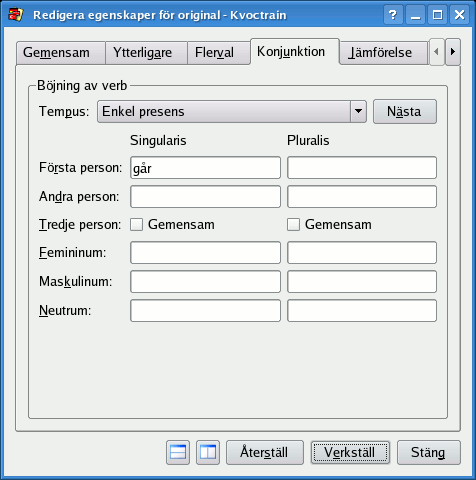 Redigera egenskaper för original - Kvoctrain
Gemensam Ytterligare Flerval Konjunktion Jämförelse
Böjning av verb
Tempus: Enkel presens Nästa
Singularis Pluralis
Första person: går
Andra person:
Tredje person: Gemensam Gemensam
Femininum:
Maskulinum:
Neutrum:
Återställ Verkställ Stäng